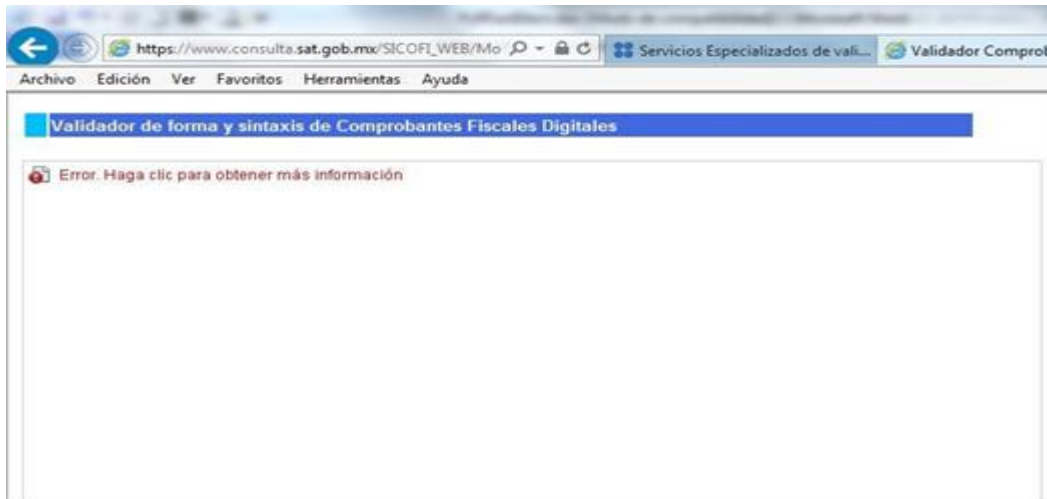 https://www.consulta.sat.gob.mx/SICOFI_WEB/Mo
Servicios Especializados de vali...
Validador Comprob
Archivo Edición Ver Favoritos Herramientas Ayuda
Validador de forma y sintaxis de Comprobantes Fiscales Digitales
Error. Haga clic para obtener más información